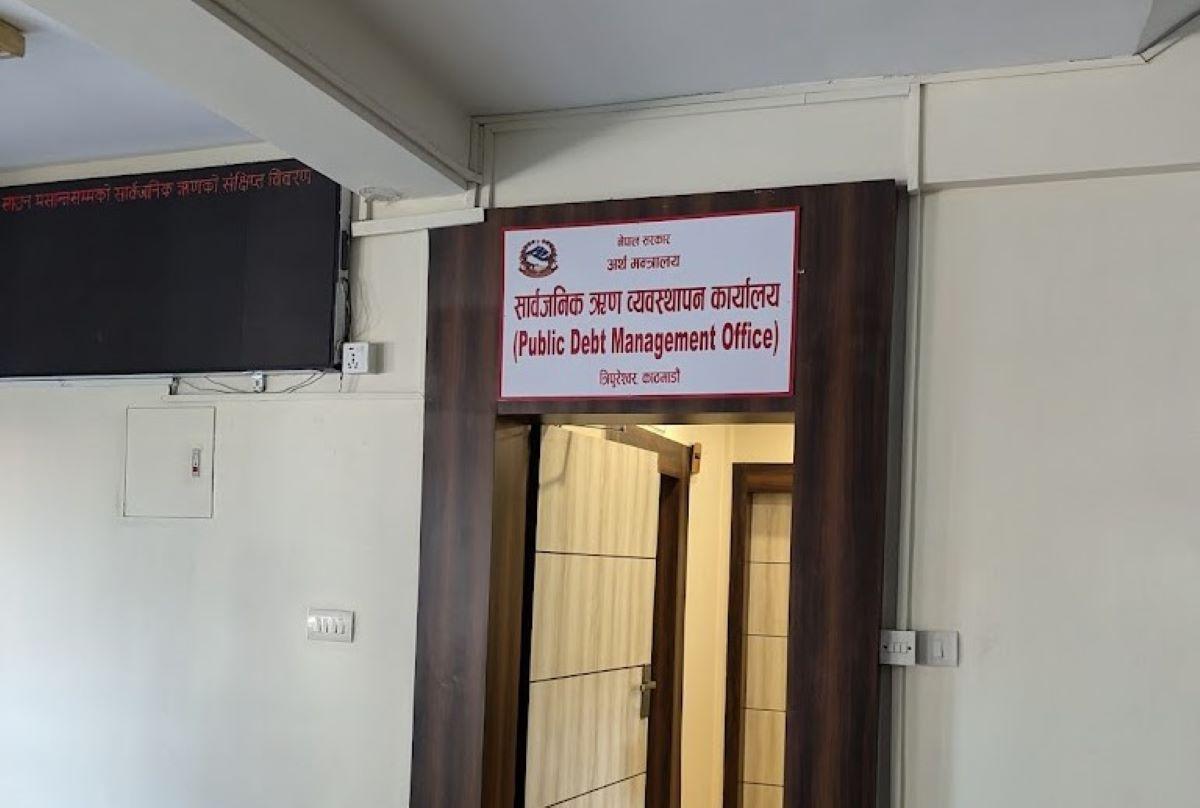 साउन मसान्तसम्मको सार्वजनिक ऋणको संक्षिप्त विवरण
नेपाल सरकार
अर्थ मन्त्रालय
सार्वजनिक ऋण व्यवस्थापन कार्यालय
(Public Debt Management Office)
त्रिपुरेश्वर, काठमाडौं